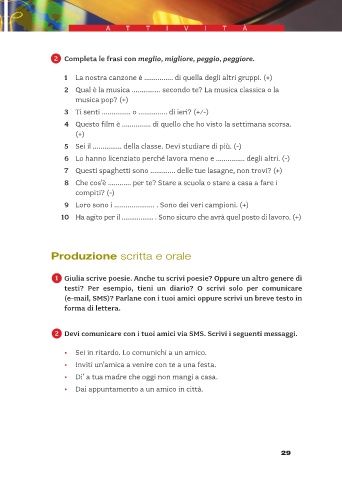 ATTIVITÀ
2 Completa le frasi con meglio, migliore, peggio, peggiore.
1 La nostra canzone è .............. di quella degli altri gruppi. (+)
2 Qual è la musica .............. secondo te? La musica classica o la
musica pop? (+)
3 Ti senti .............. o .............. di ieri? (+/-)
4 Questo film è .............. di quello che ho visto la settimana scorsa.
(+)
5 Sei il .............. della classe. Devi studiare di più. (-)
6 Lo hanno licenziato perché lavora meno e .............. degli altri. (-)
7 Questi spaghetti sono ............ delle tue lasagne, non trovi? (+)
8 Che cos'è ........... per te? Stare a scuola o stare a casa a fare i
compiti? (-)
9 Loro sono i .................... . Sono dei veri campioni. (+)
10 Ha agito per il ................ . Sono sicuro che avrà quel posto di lavoro. (+)
Produzione scritta e orale
1 Giulia scrive poesie. Anche tu scrivi poesie? Oppure un altro genere di
testi? Per esempio, tieni un diario? O scrivi solo per comunicare
(e-mail, SMS)? Parlane con i tuoi amici oppure scrivi un breve testo in
forma di lettera.
2 Devi comunicare con i tuoi amici via SMS. Scrivi i seguenti messaggi.
• Sei in ritardo. Lo comunichi a un amico.
• Inviti un'amica a venire con te a una festa.
• Di' a tua madre che oggi non mangi a casa.
• Dai appuntamento a un amico in città.
29